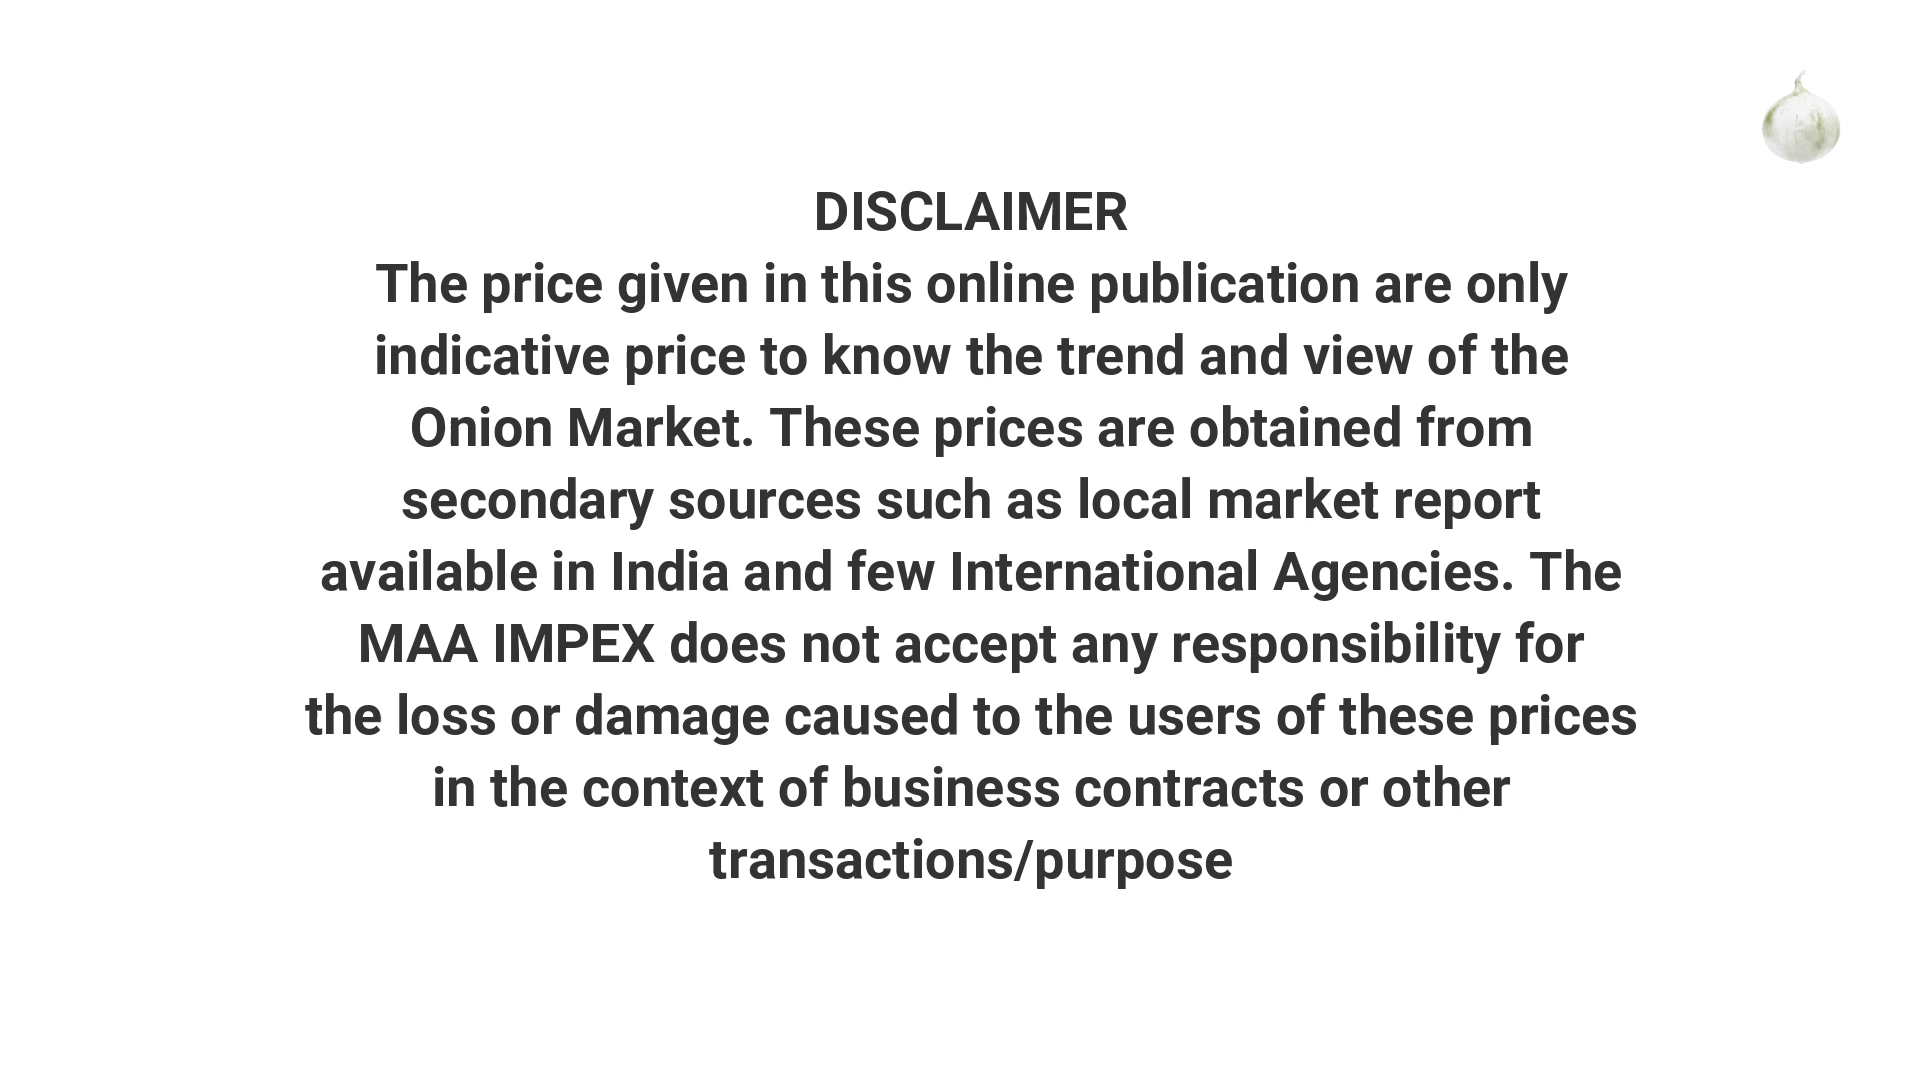 DISCLAIMER
The price given in this online publication are only
indicative price to know the trend and view of the
Onion Market. These prices are obtained from
secondary sources such as local market report
available in India and few International Agencies. The
MAA IMPEX does not accept any responsibility for
the loss or damage caused to the users of these prices
in the context of business contracts or other
transactions/purpose